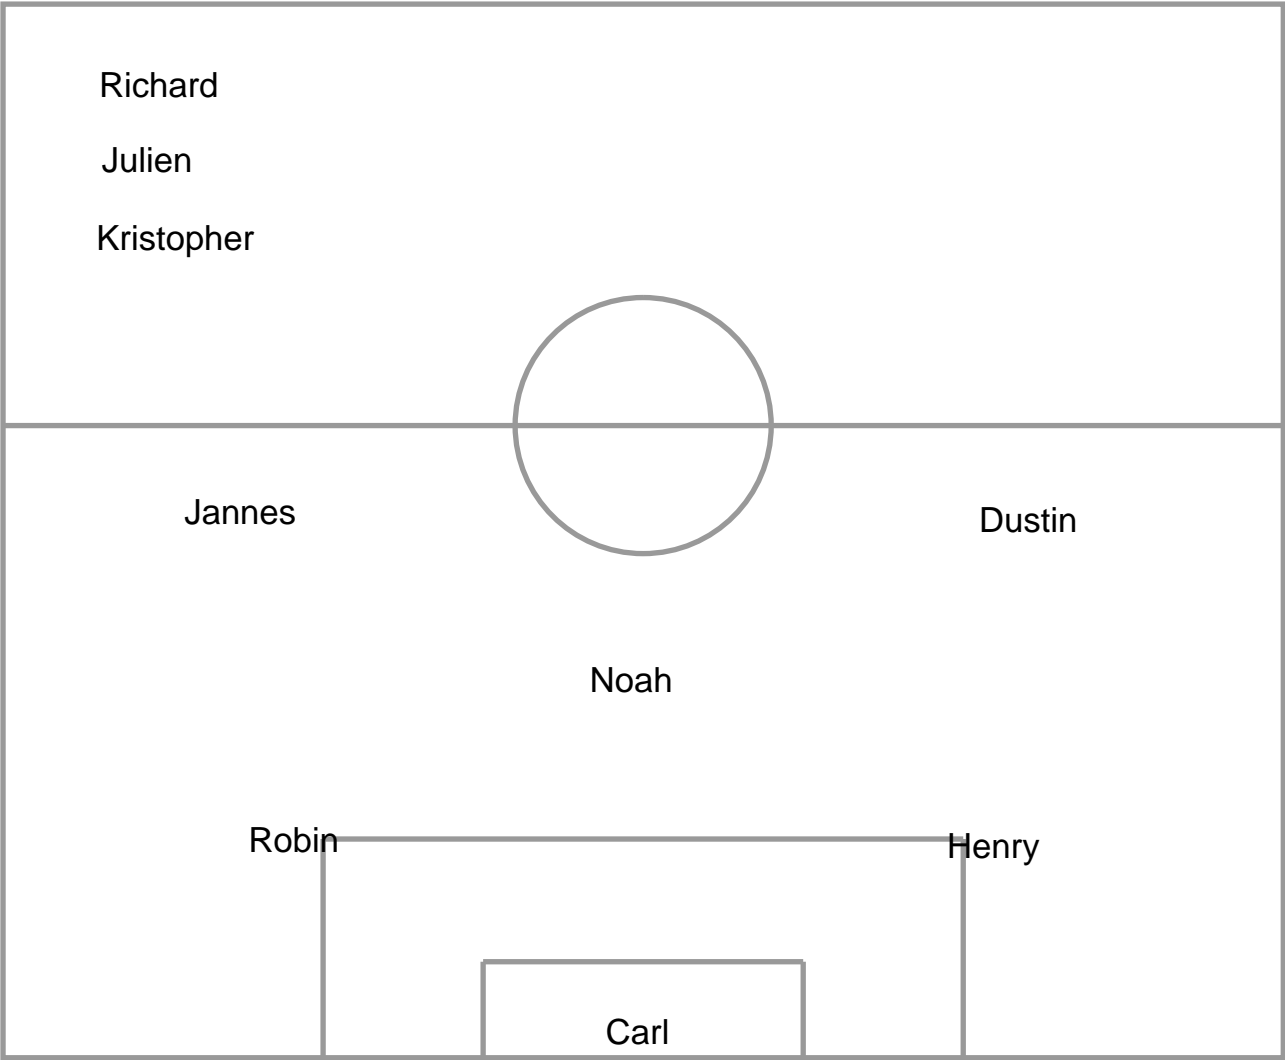 Richard
Julien
Kristopher
Jannes
Dustin
Noah
Robin
Henry
Carl